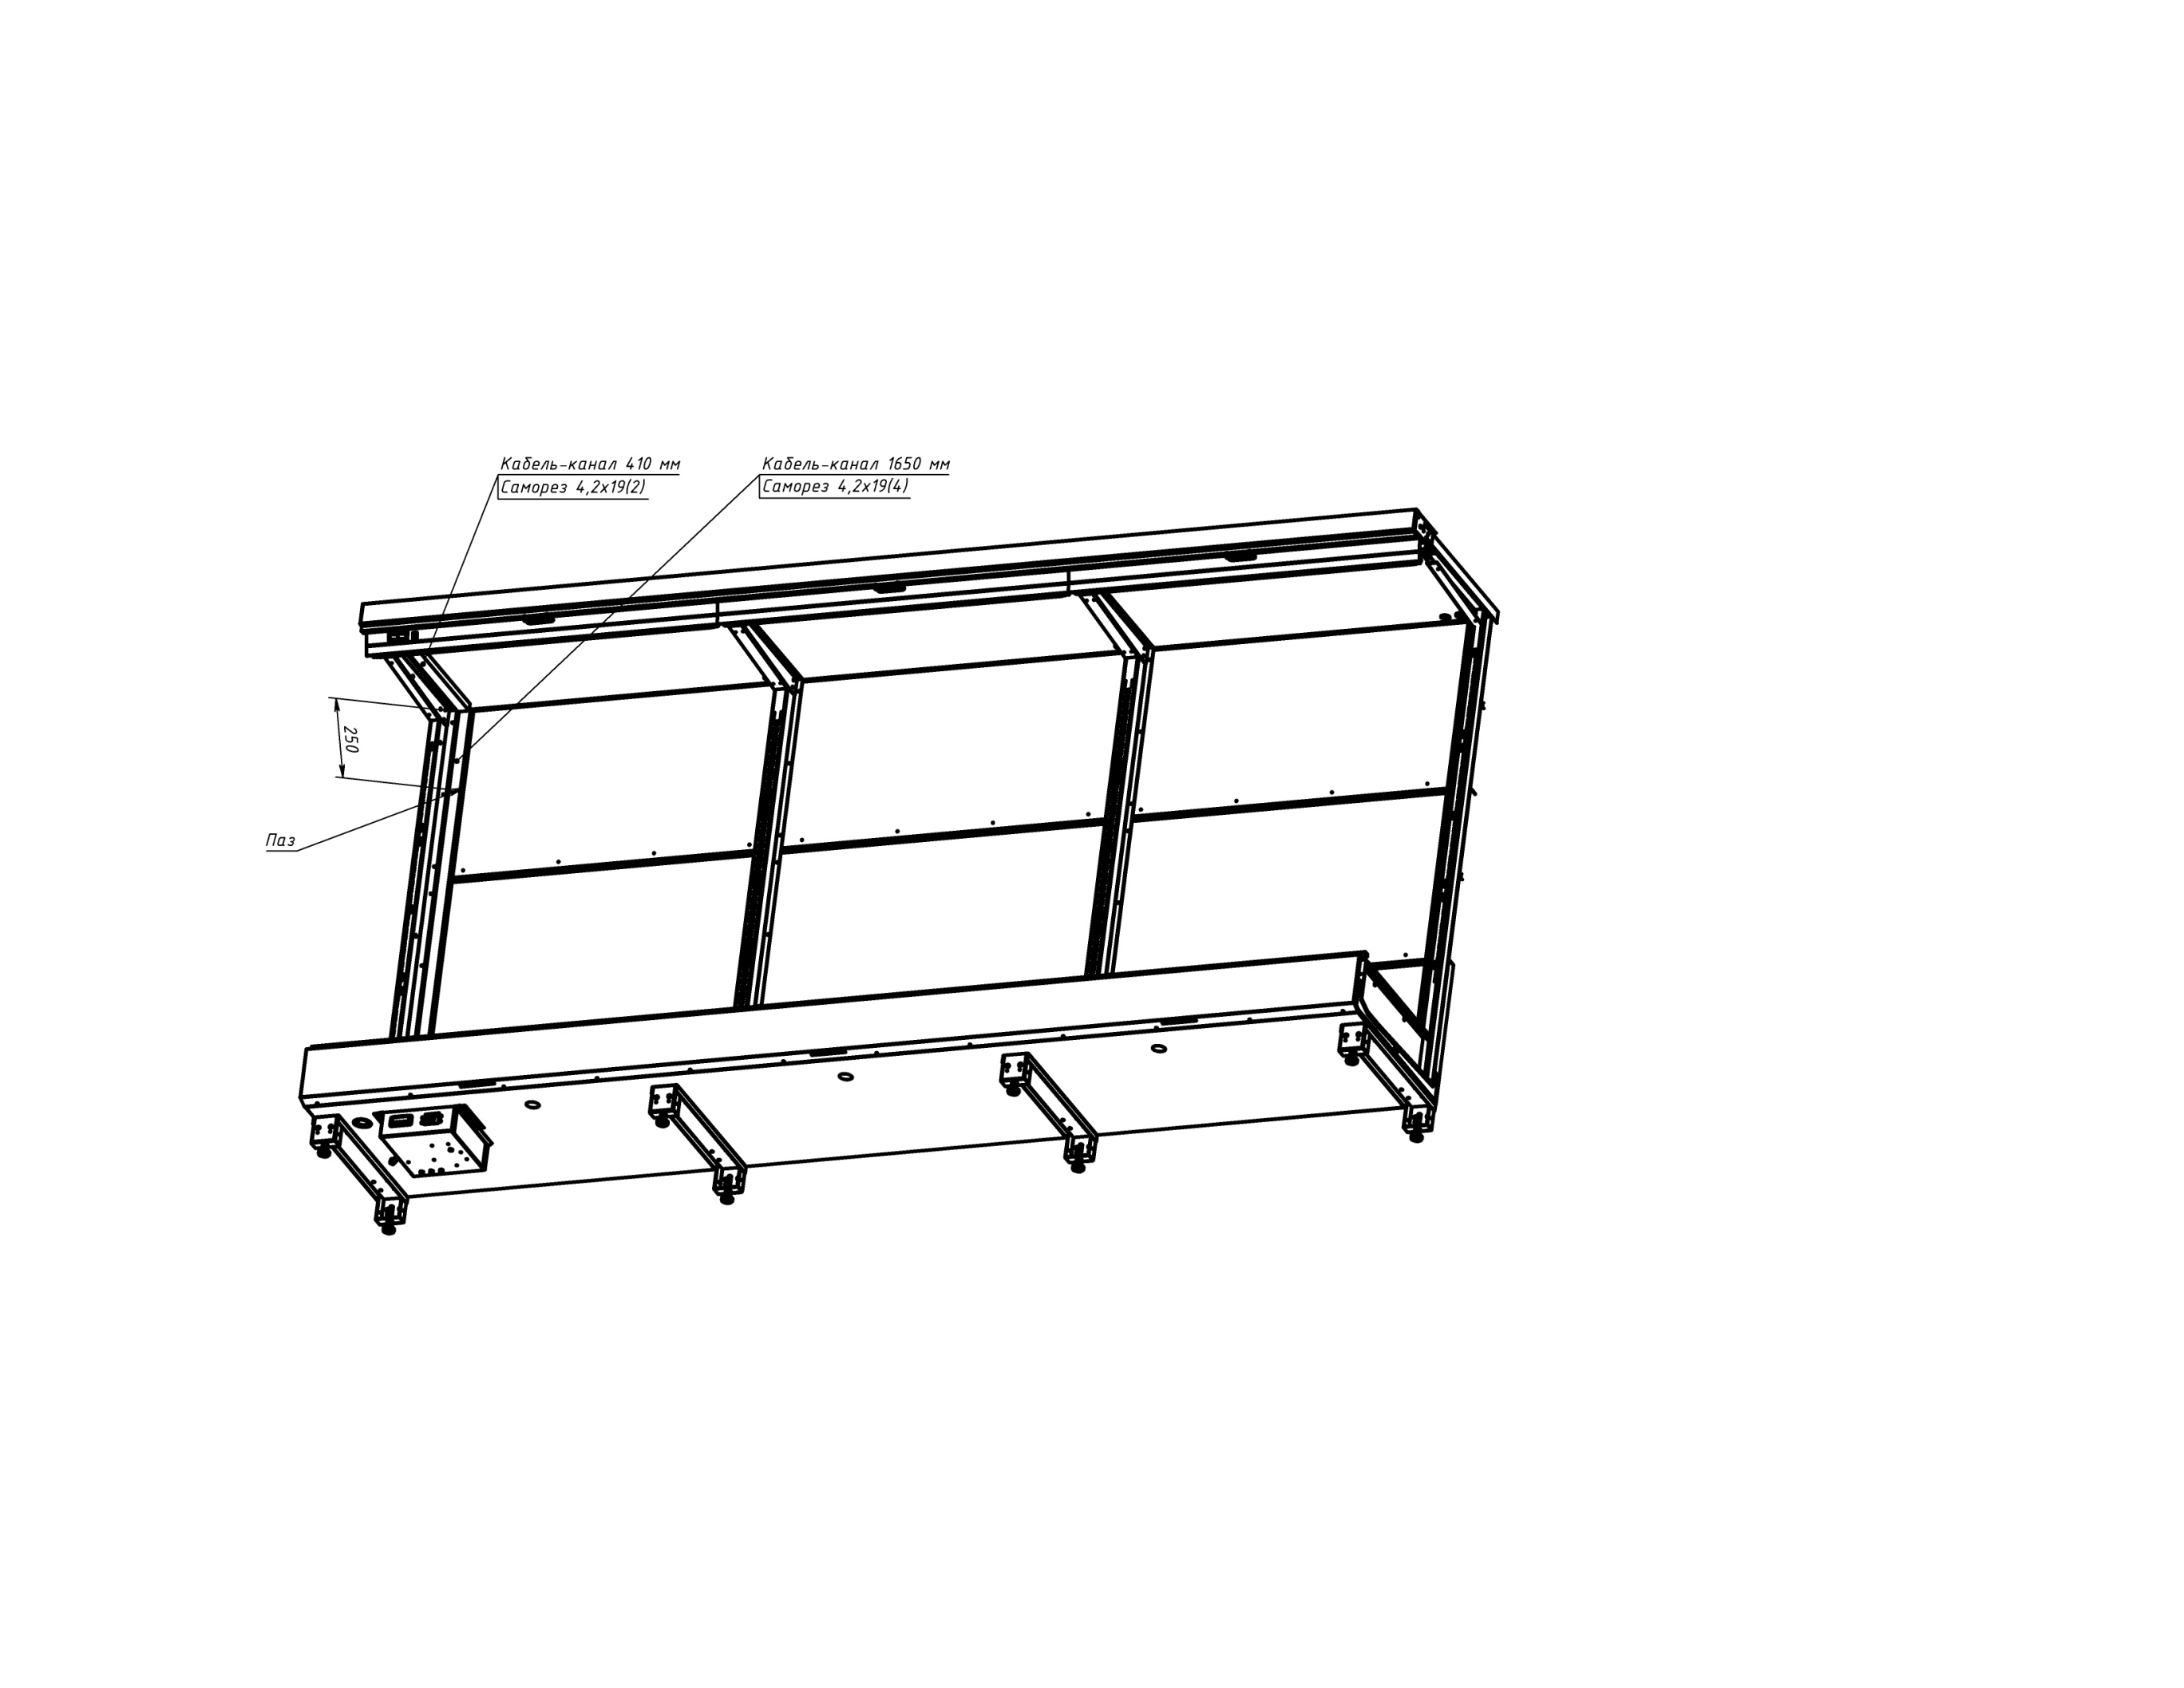 Кабель-канал 410 мм
Саморез 4,2х19(2)
Кабель-канал 1650 мм
Саморез 4,2х19(4)
250
Паз